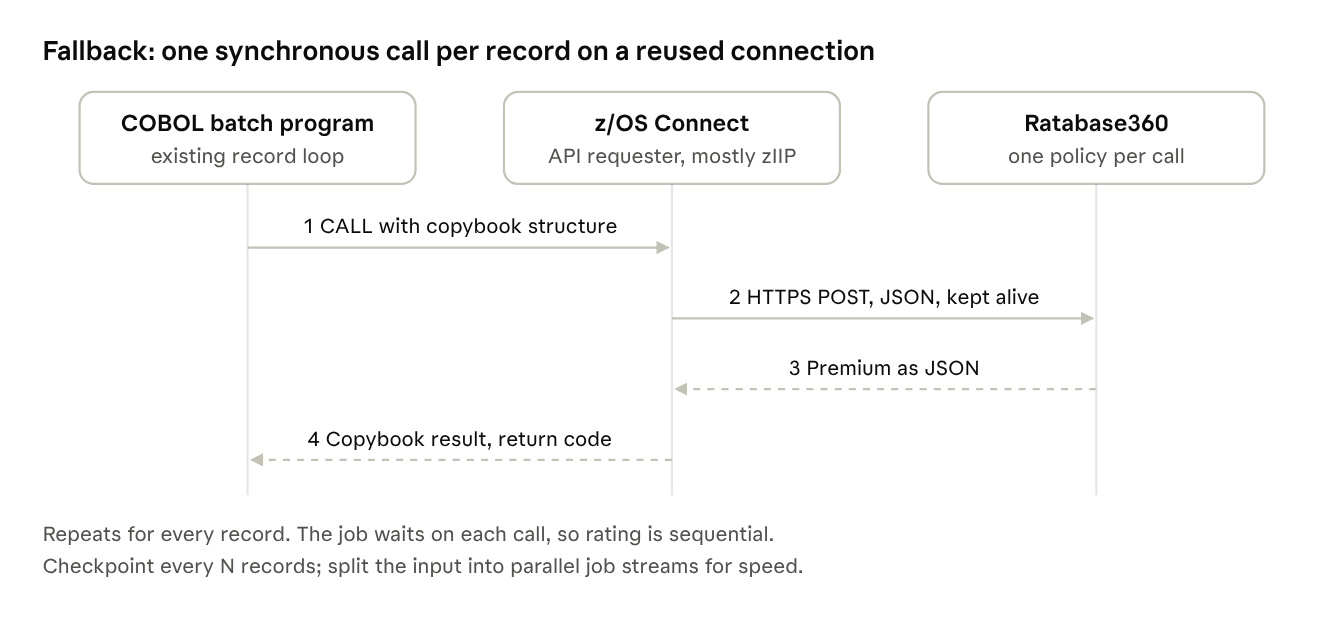 Fallback: one synchronous call per record on a reused connection
COBOL batch program
existing record loop
z/OS Connect
API requester, mostly zIIP
Ratabase360
one policy per call
1 CALL with copybook structure
2 HTTPS POST, JSON, kept alive
3 Premium as JSON
4 Copybook result, return code
Repeats for every record. The job waits on each call, so rating is sequential.
Checkpoint every N records; split the input into parallel job streams for speed.